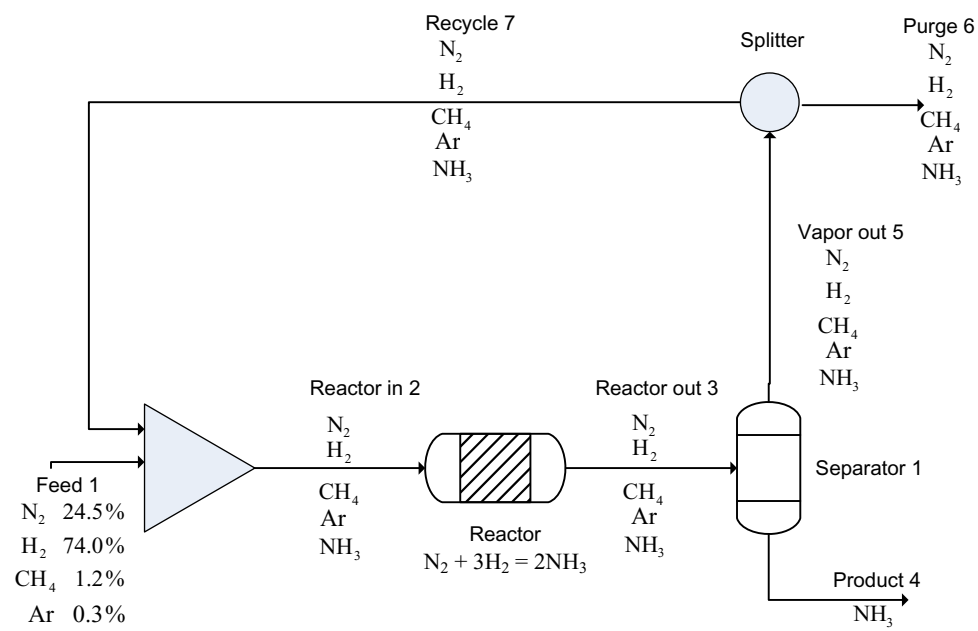 Recycle 7
N₂
H₂
CH₄
Ar
NH₃
Splitter
Purge 6
N₂
H₂
CH₄
Ar
NH₃
Vapor out 5
N₂
H₂
CH₄
Ar
NH₃
Reactor in 2
N₂
H₂
CH₄
Ar
NH₃
Reactor out 3
N₂
H₂
CH₄
Ar
NH₃
Separator 1
Feed 1
N₂ 24.5%
H₂ 74.0%
CH₄ 1.2%
Ar 0.3%
Reactor
N₂ + 3H₂ = 2NH₃
Product 4
NH₃